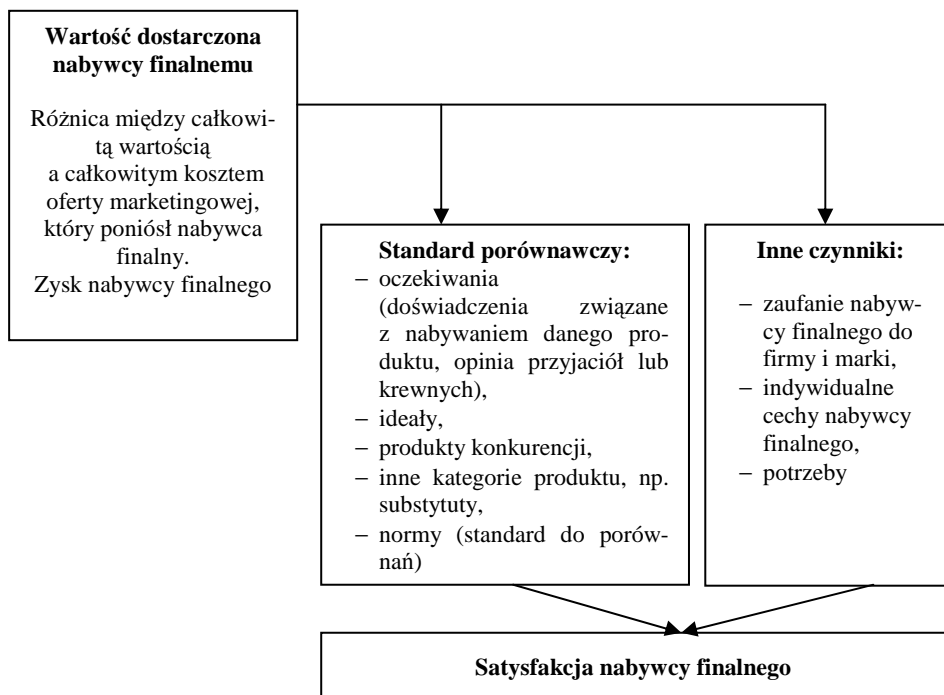 Wartość dostarczona
nabywcy finalnemu
Różnica między całkowi-
tą wartością
a całkowitym kosztem
oferty marketingowej,
który poniósł nabywca
finalny.
Zysk nabywcy finalnego
Standard porównawczy:
– oczekiwania
(doświadczenia związane
z nabywaniem danego pro-
duktu, opinia przyjaciół lub
krewnych),
– ideały,
– produkty konkurencji,
– inne kategorie produktu, np.
substytuty,
– normy (standard do porów-
nań)
Inne czynniki:
– zaufanie nabyw-
cy finalnego do
firmy i marki,
– indywidualne
cechy nabywcy
finalnego,
– potrzeby
Satysfakcja nabywcy finalnego